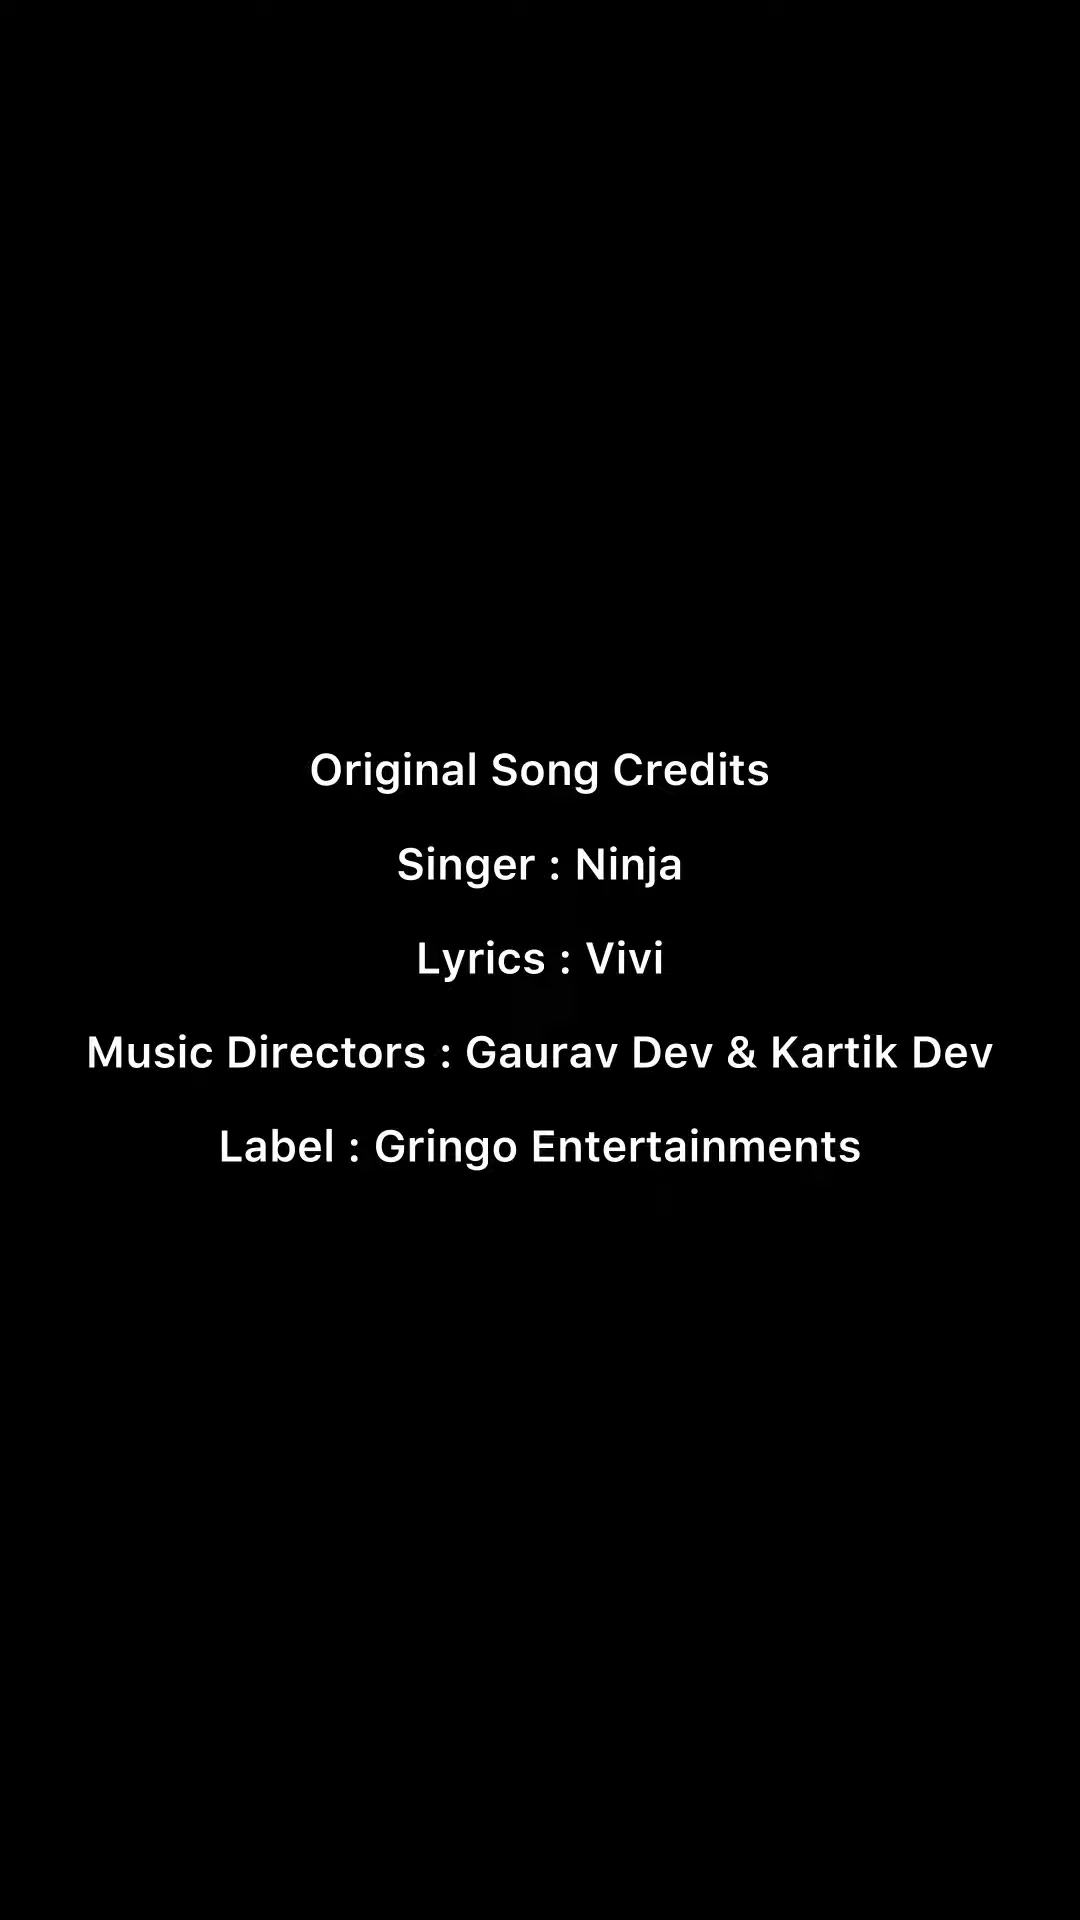 Original Song Credits
Singer : Ninja
Lyrics : Vivi
Music Directors : Gaurav Dev & Kartik Dev
Label : Gringo Entertainments